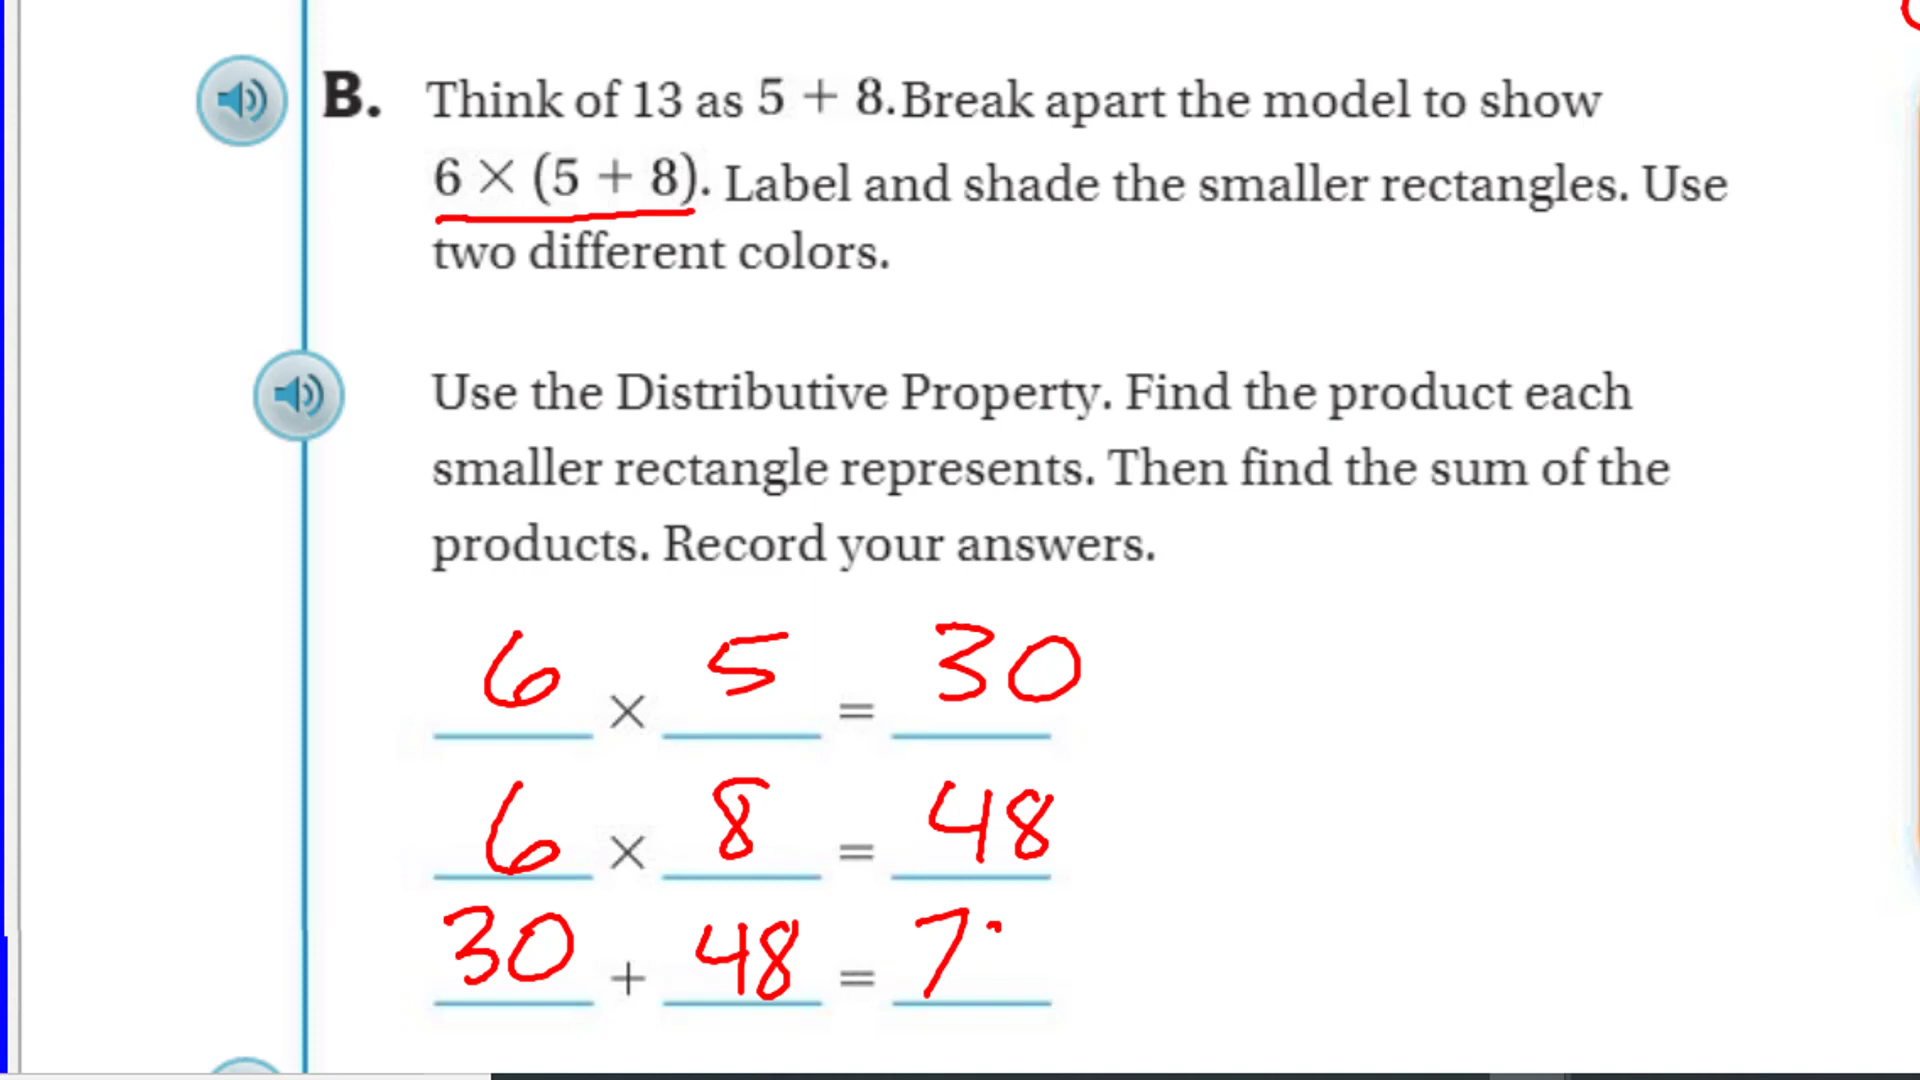 B. Think of 13 as 5 + 8. Break apart the model to show
6 × (5 + 8). Label and shade the smaller rectangles. Use
two different colors.
Use the Distributive Property. Find the product each
smaller rectangle represents. Then find the sum of the
products. Record your answers.
6 × 5 = 30
6 × 8 = 48
30 + 48 = 7